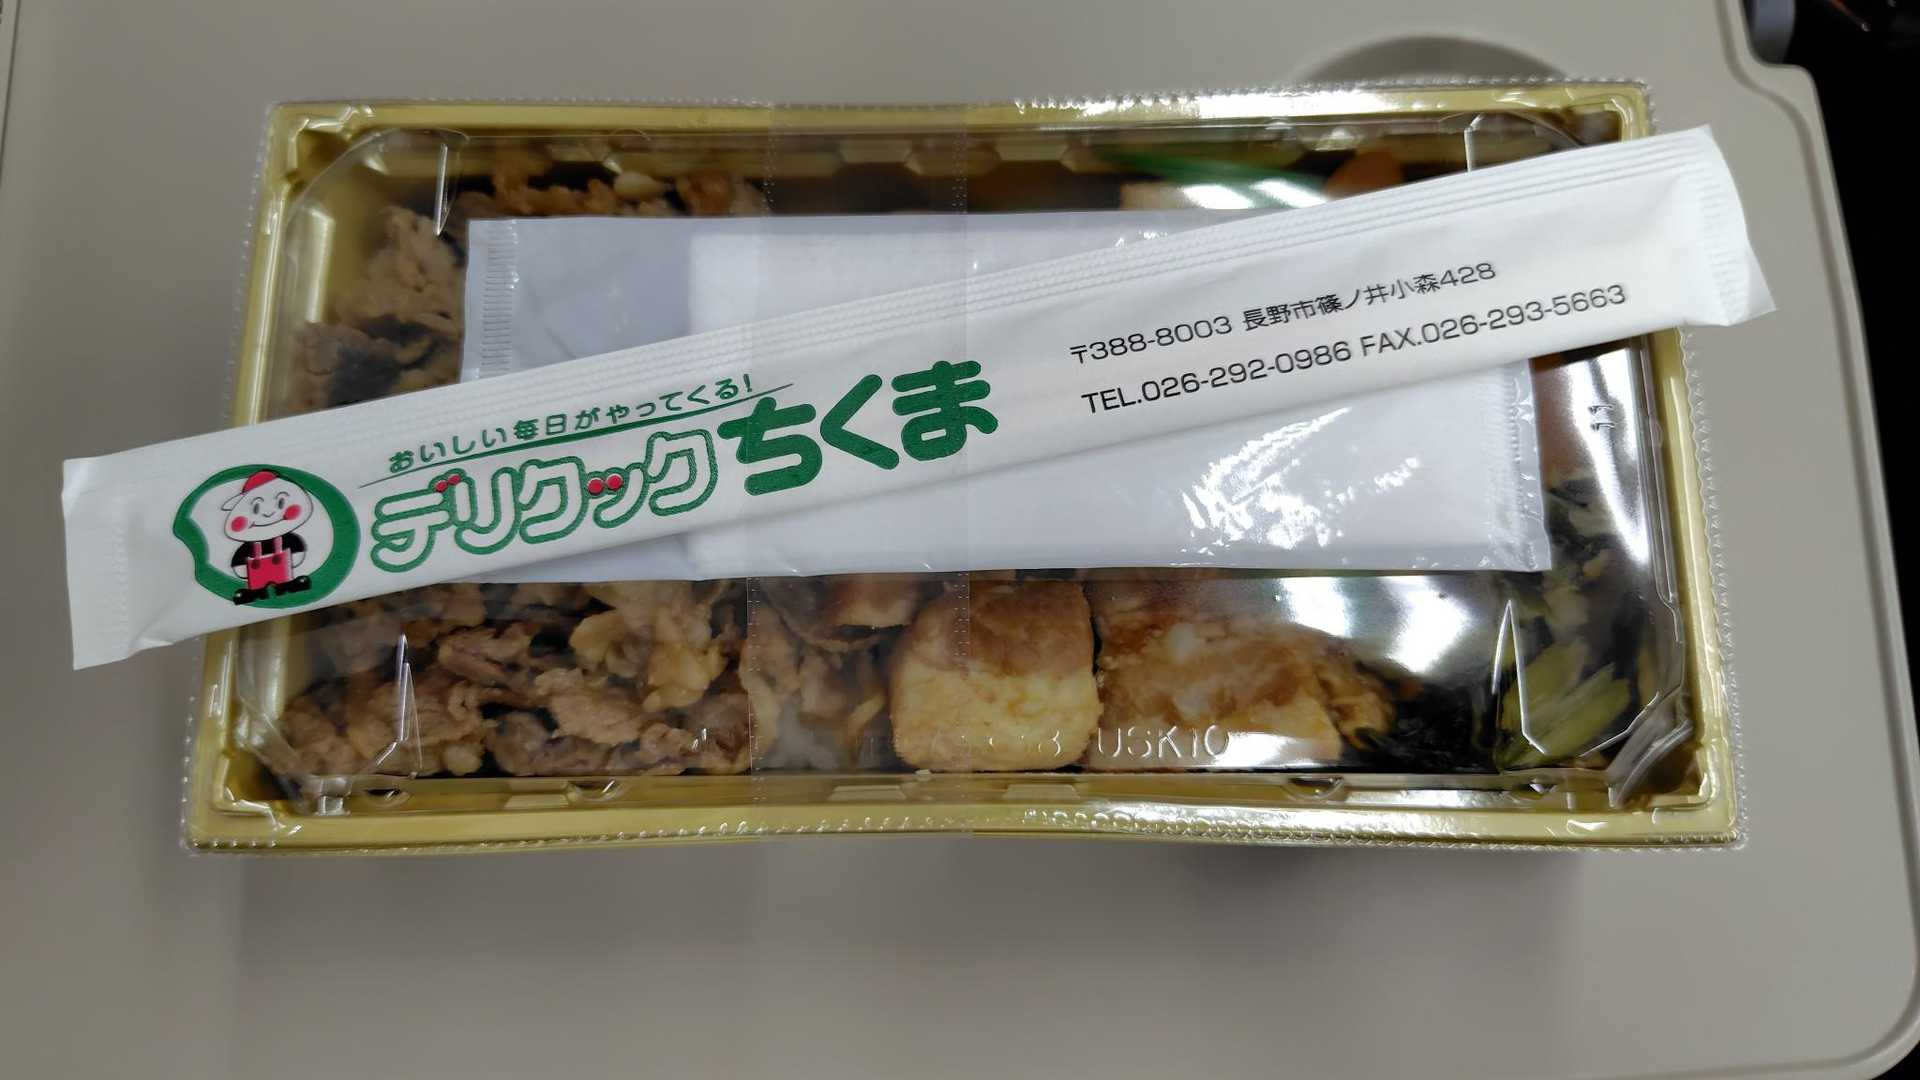 おいしい毎日がやってくる!
デリクックちくま
〒388-8003 長野市篠ノ井小森428
TEL.026-292-0986 FAX.026-293-5663
USK10